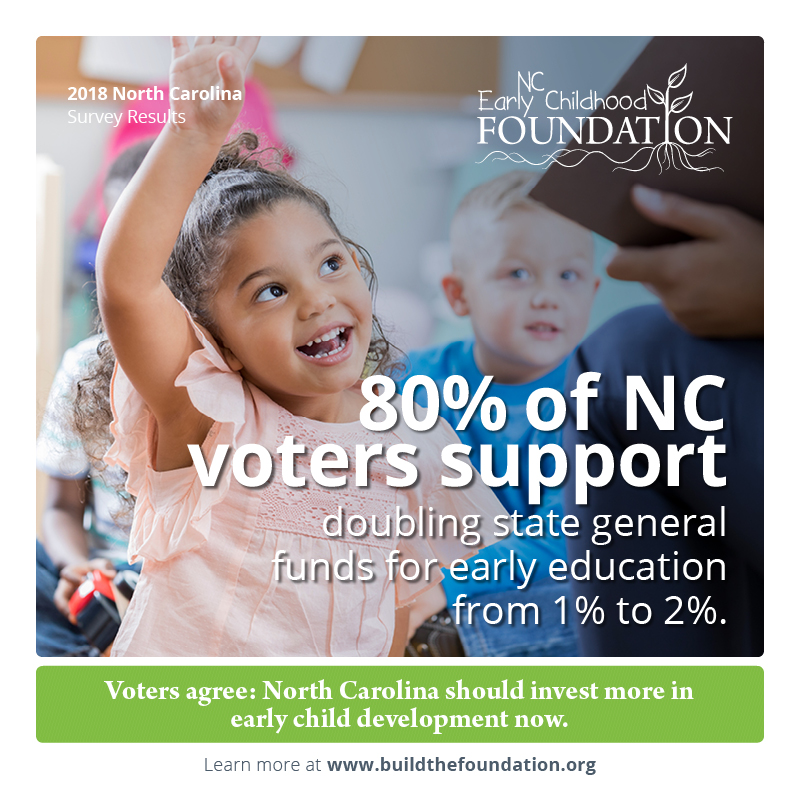 2018 North Carolina
Survey Results
NC
Early Childhood
FOUNDATION
80% of NC
voters support
doubling state general
funds for early education
from 1% to 2%.
Voters agree: North Carolina should invest more in
early child development now.
Learn more at www.buildthefoundation.org